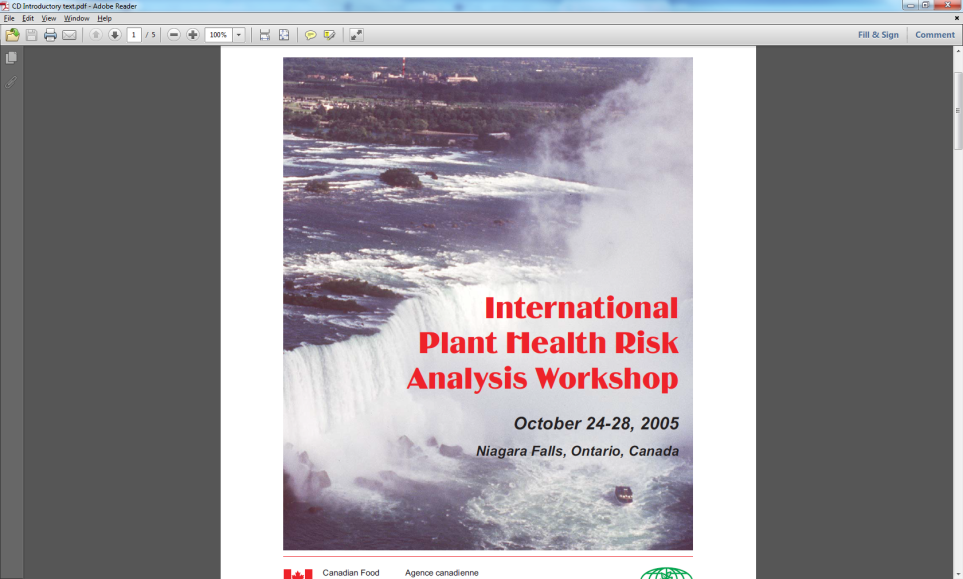 CD Introductory text.pdf - Adobe Reader
File Edit View Window Help
1 / 5 100% Fill & Sign Comment
International
Plant Health Risk
Analysis Workshop
October 24-28, 2005
Niagara Falls, Ontario, Canada
Canadian Food Agence canadienne